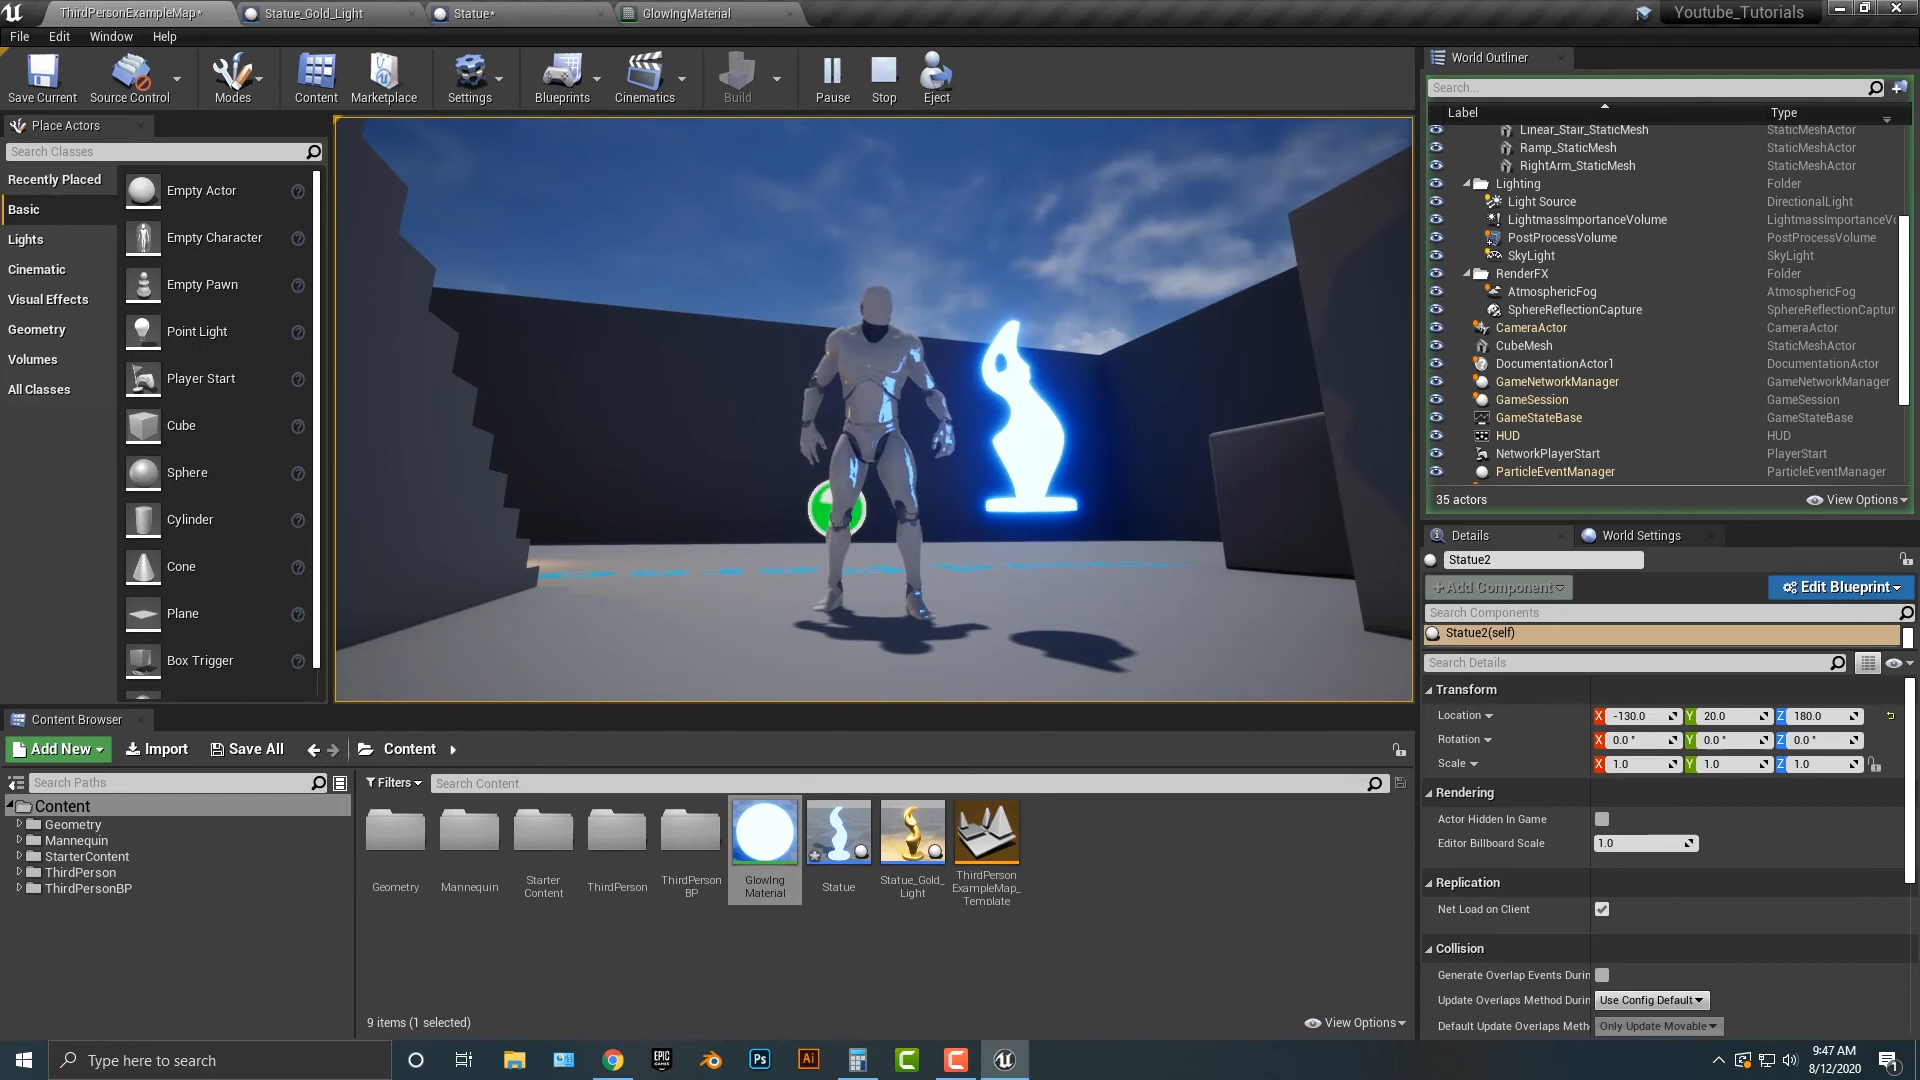 ThirdPersonExampleMap*
Statue_Gold_Light
Statue*
GlowIngMaterial
Youtube_Tutorials
File Edit Window Help
Save Current
Source Control
Modes
Content
Marketplace
Settings
Blueprints
Cinematics
Build
Pause
Stop
Eject
Place Actors
Search Classes
Recently Placed
Basic
Lights
Cinematic
Visual Effects
Geometry
Volumes
All Classes
Empty Actor
Empty Character
Empty Pawn
Point Light
Player Start
Cube
Sphere
Cylinder
Cone
Plane
Box Trigger
World Outliner
Search...
Label Type
Linear_Stair_StaticMesh StaticMeshActor
Ramp_StaticMesh StaticMeshActor
RightArm_StaticMesh StaticMeshActor
Lighting Folder
Light Source DirectionalLight
LightmassImportanceVolume LightmassImportanceVo
PostProcessVolume PostProcessVolume
SkyLight SkyLight
RenderFX Folder
AtmosphericFog AtmosphericFog
SphereReflectionCapture SphereReflectionCaptur
CameraActor CameraActor
CubeMesh StaticMeshActor
DocumentationActor1 DocumentationActor
GameNetworkManager GameNetworkManager
GameSession GameSession
GameStateBase GameStateBase
HUD HUD
NetworkPlayerStart PlayerStart
ParticleEventManager ParticleEventManager
35 actors
View Options
Details
World Settings
Statue2
+Add Component
Edit Blueprint
Search Components
Statue2(self)
Search Details
Transform
Location X -130.0 Y 20.0 Z 180.0
Rotation X 0.0 ° Y 0.0 ° Z 0.0 °
Scale X 1.0 Y 1.0 Z 1.0
Rendering
Actor Hidden In Game
Editor Billboard Scale 1.0
Replication
Net Load on Client
Collision
Generate Overlap Events Durin
Update Overlaps Method Durin Use Config Default
Default Update Overlaps Meth Only Update Movable
Content Browser
Add New
Import
Save All
Content
Search Paths
Filters
Search Content
Content
Geometry
Mannequin
StarterContent
ThirdPerson
ThirdPersonBP
Geometry
Mannequin
Starter
Content
ThirdPerson
ThirdPerson
BP
GlowIng
Material
Statue
Statue_Gold_
Light
ThirdPerson
ExampleMap_
Template
9 items (1 selected)
View Options
Type here to search
EPIC
GAMES
Ps
Ai
9:47 AM
8/12/2020
1